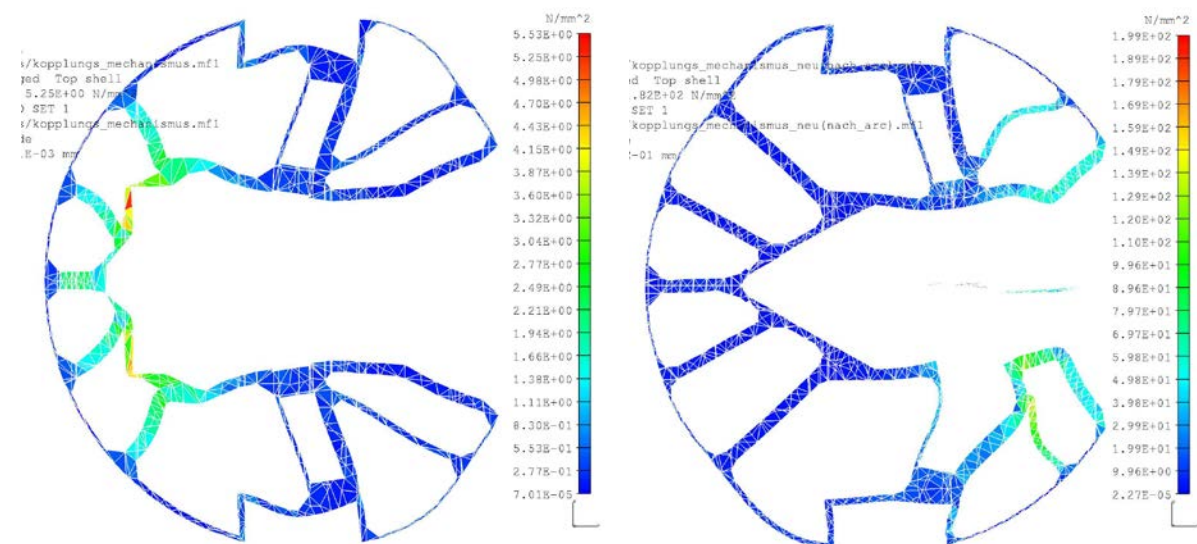 N/mm^2
5.53E+00
5.25E+00
4.98E+00
4.70E+00
4.43E+00
4.15E+00
3.87E+00
3.60E+00
3.32E+00
3.04E+00
2.77E+00
2.49E+00
2.21E+00
1.94E+00
1.66E+00
1.38E+00
1.11E+00
8.30E-01
5.53E-01
2.77E-01
7.01E-05
s/kopplungs_mechanismus.mf1
ged Top shell
5.25E+00 N/mm
SET 1
s/kopplungs_mechanismus.mf1
de
E-03 mm
N/mm^2
1.99E+02
1.89E+02
1.79E+02
1.69E+02
1.59E+02
1.49E+02
1.39E+02
1.29E+02
1.20E+02
1.10E+02
9.96E+01
8.96E+01
7.97E+01
6.97E+01
5.98E+01
4.98E+01
3.98E+01
2.99E+01
1.99E+01
9.96E+00
2.27E-05
kopplungs_mechanismus_neu(nach_arc).mf1
d Top shell
.82E+02 N/mm
SET 1
kopplungs_mechanismus_neu(nach_arc).mf1
E-01 mm